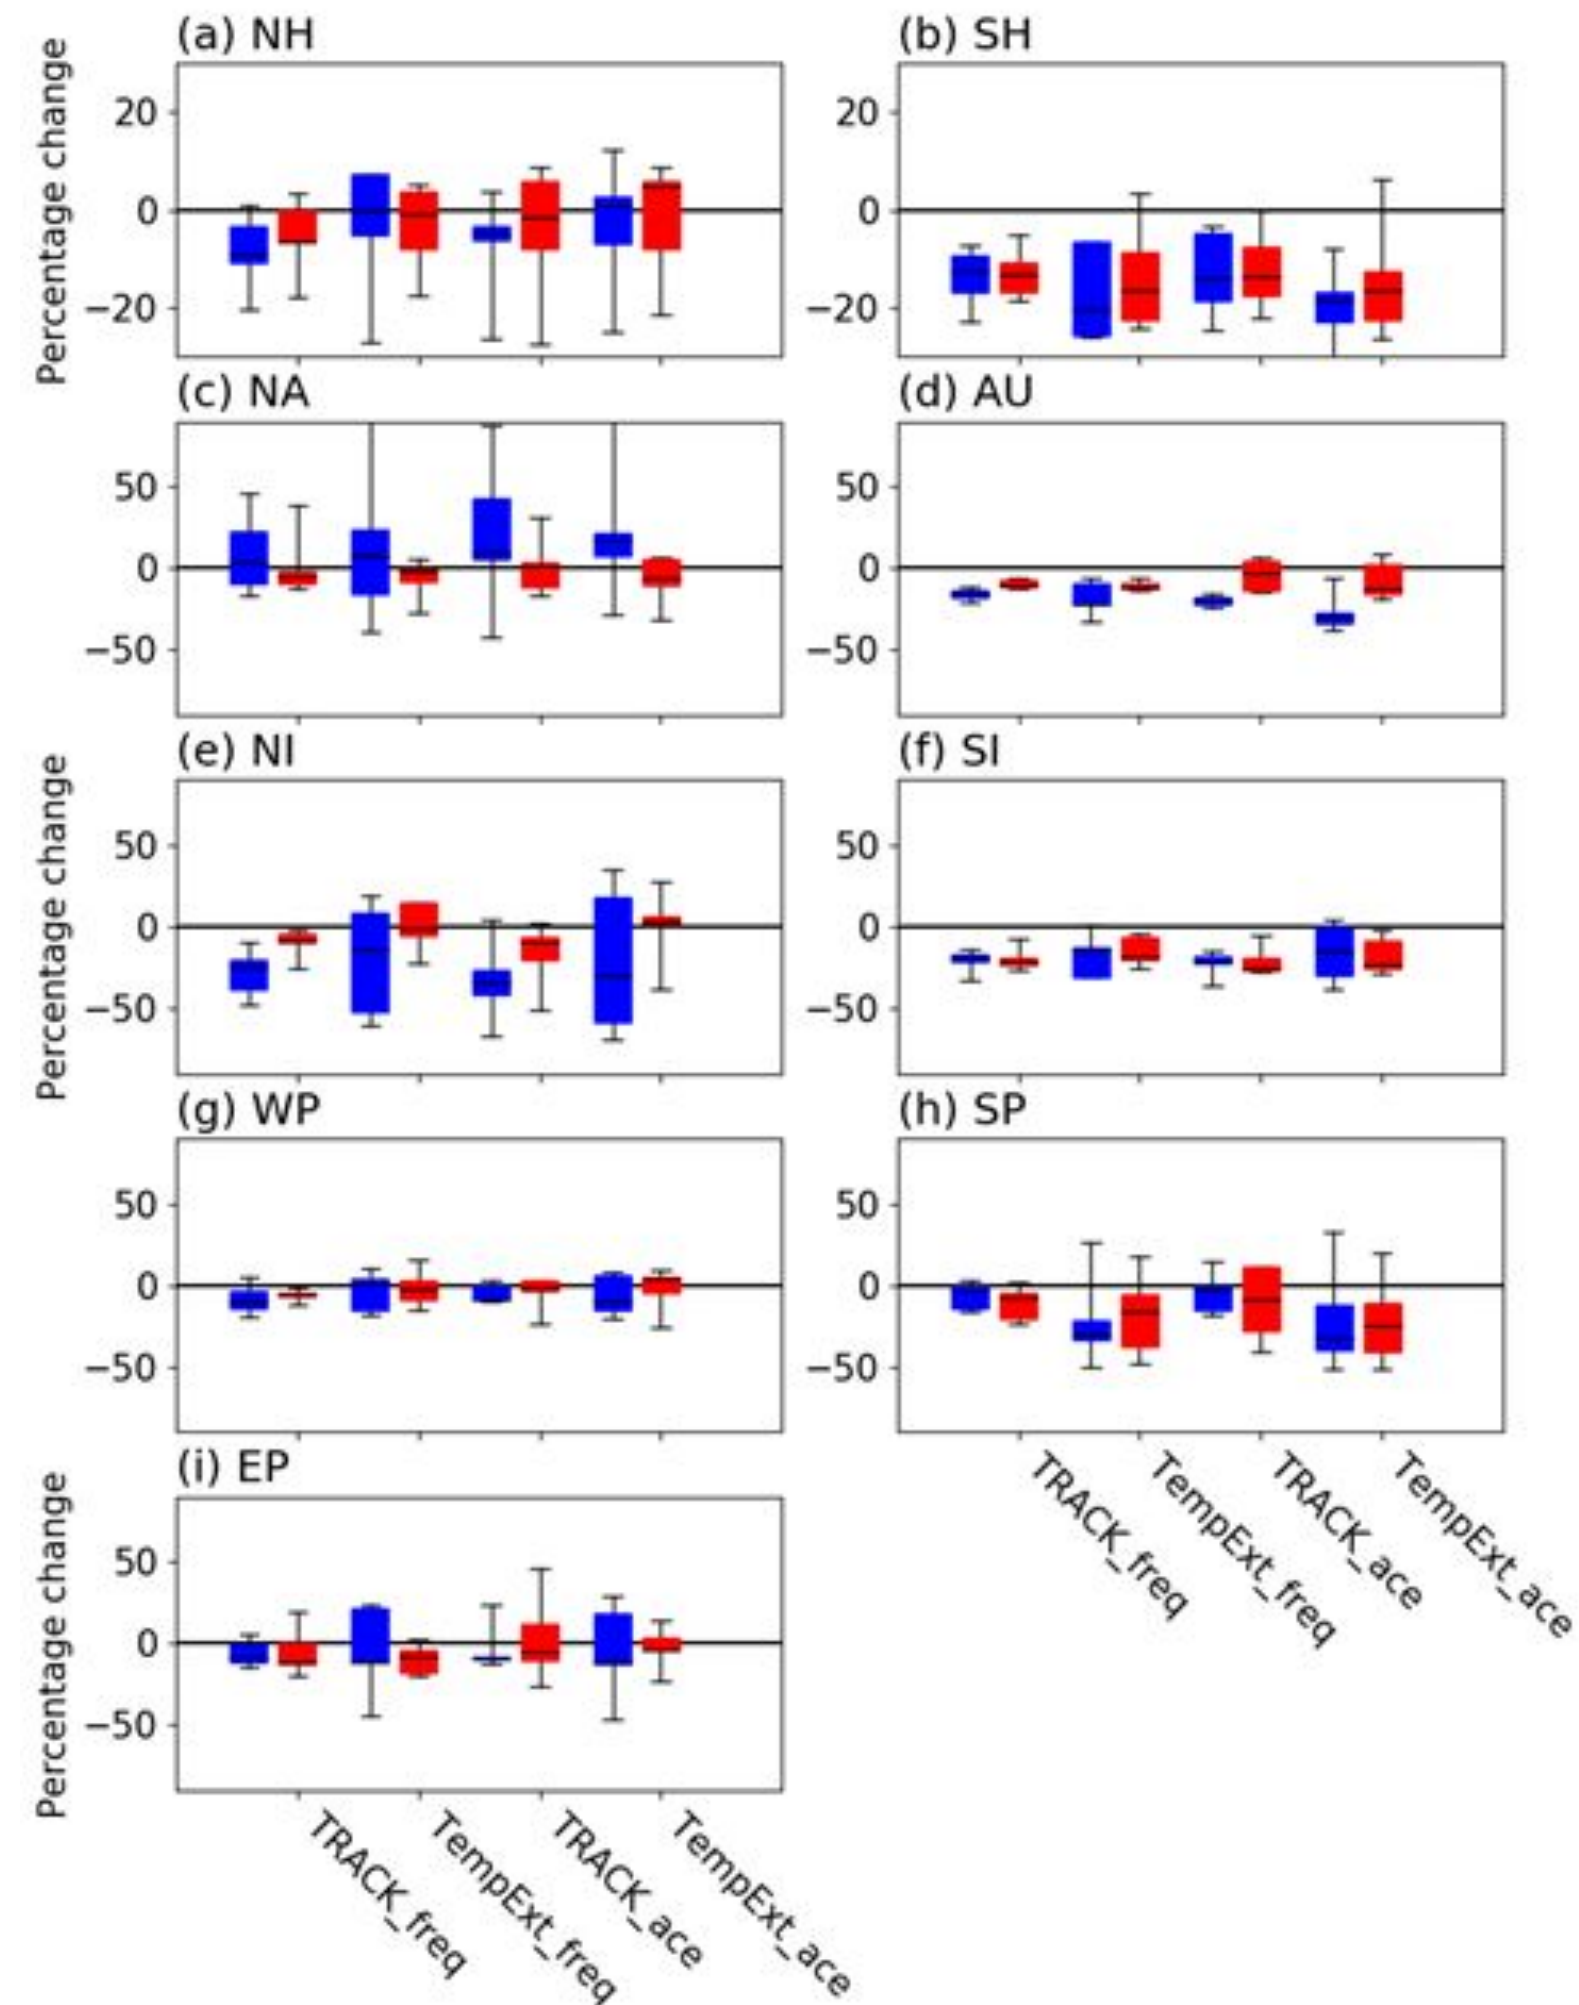 (a) NH
(b) SH
Percentage change
20
0
−20
20
0
−20
(c) NA
(d) AU
50
0
−50
50
0
−50
(e) NI
(f) SI
Percentage change
50
0
−50
50
0
−50
(g) WP
(h) SP
50
0
−50
50
0
−50
TRACK_freq
TempExt_freq
TRACK_ace
TempExt_ace
(i) EP
Percentage change
50
0
−50
TRACK_freq
TempExt_freq
TRACK_ace
TempExt_ace